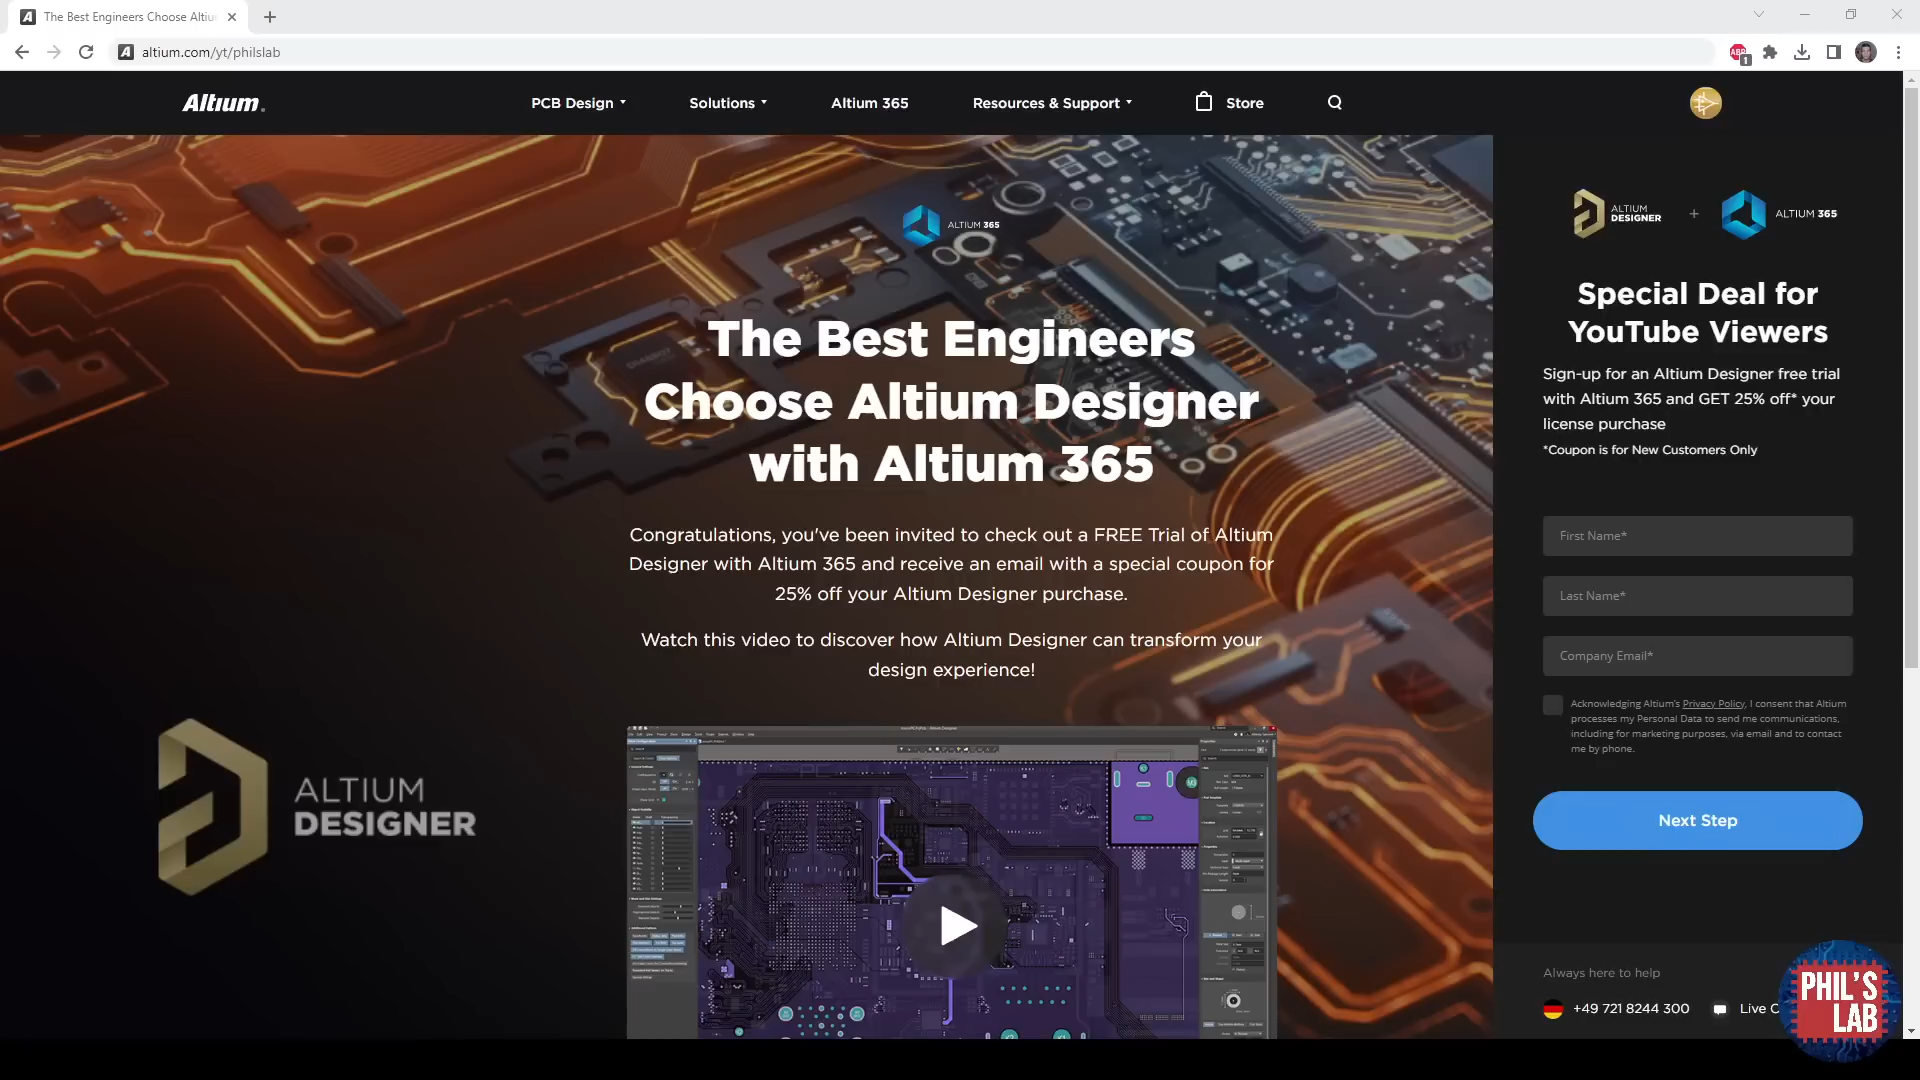 The Best Engineers Choose Altiu
altium.com/yt/philslab
1
Altium.
PCB Design
Solutions
Altium 365
Resources & Support
Store
ALTIUM 365
The Best Engineers
Choose Altium Designer
with Altium 365
Congratulations, you've been invited to check out a FREE Trial of Altium
Designer with Altium 365 and receive an email with a special coupon for
25% off your Altium Designer purchase.
Watch this video to discover how Altium Designer can transform your
design experience!
ALTIUM
DESIGNER
ALTIUM
DESIGNER
+
ALTIUM 365
Special Deal for
YouTube Viewers
Sign-up for an Altium Designer free trial
with Altium 365 and GET 25% off* your
license purchase
*Coupon is for New Customers Only
First Name*
Last Name*
Company Email*
Acknowledging Altium's Privacy Policy, I consent that Altium
processes my Personal Data to send me communications,
including for marketing purposes, via email and to contact
me by phone.
Next Step
Always here to help
+49 721 8244 300
Live C
PHIL'S
LAB